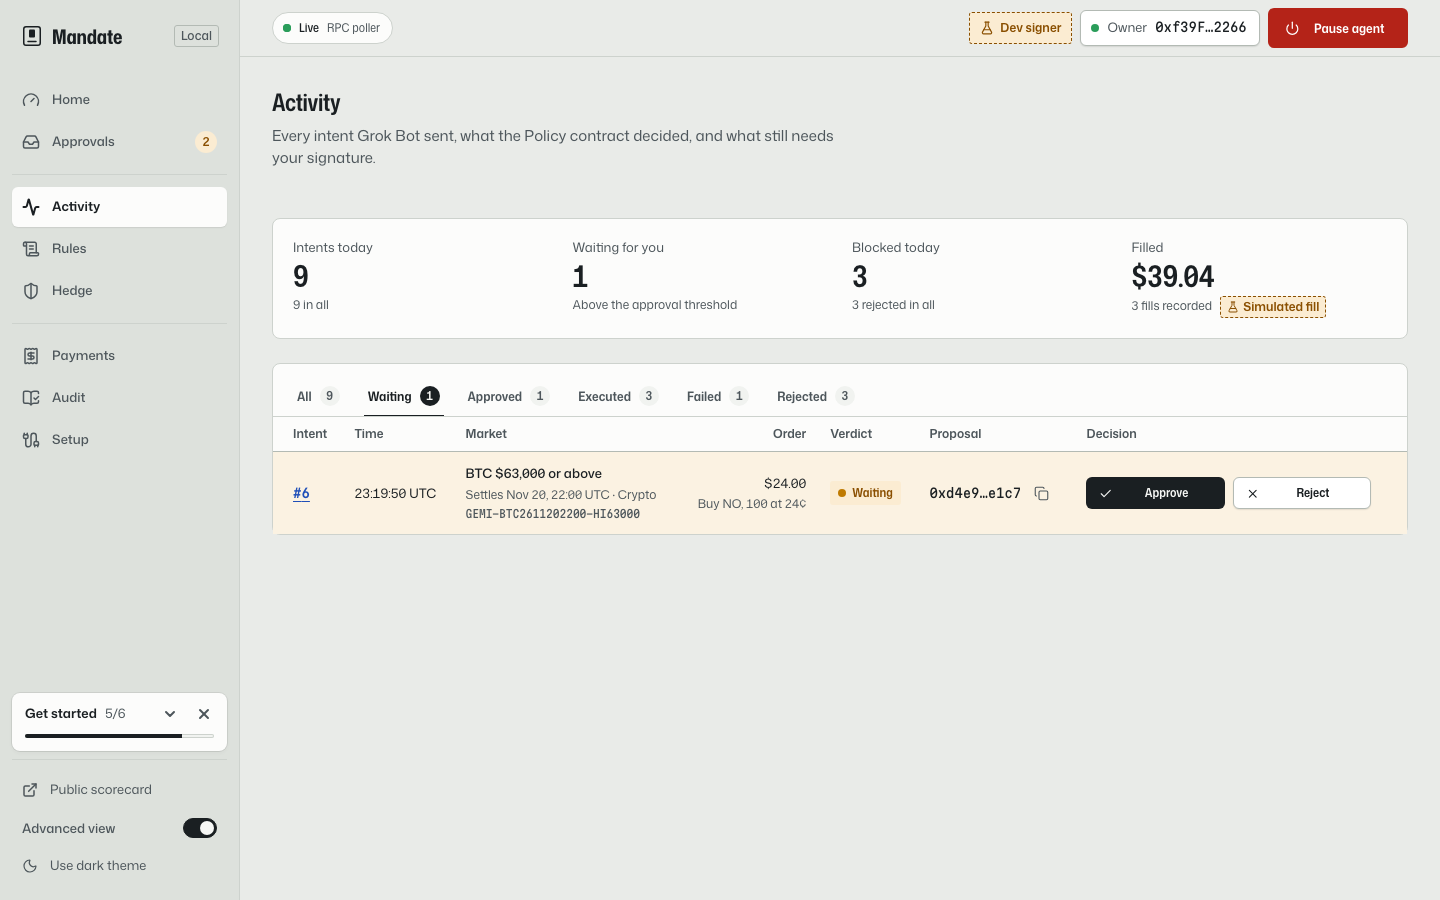 Mandate
Local
Home
Approvals 2
Activity
Rules
Hedge
Payments
Audit
Setup
Get started 5/6
Public scorecard
Advanced view
Use dark theme
Live RPC poller
Dev signer
Owner 0xf39F…2266
Pause agent
Activity
Every intent Grok Bot sent, what the Policy contract decided, and what still needs
your signature.
Intents today
9
9 in all
Waiting for you
1
Above the approval threshold
Blocked today
3
3 rejected in all
Filled
$39.04
3 fills recorded Simulated fill
All 9 Waiting 1 Approved 1 Executed 3 Failed 1 Rejected 3
Intent Time Market Order Verdict Proposal Decision
#6
23:19:50 UTC
BTC $63,000 or above
Settles Nov 20, 22:00 UTC · Crypto
GEMI-BTC2611202200-HI63000
$24.00
Buy NO, 100 at 24¢
Waiting
0xd4e9…e1c7
Approve
Reject